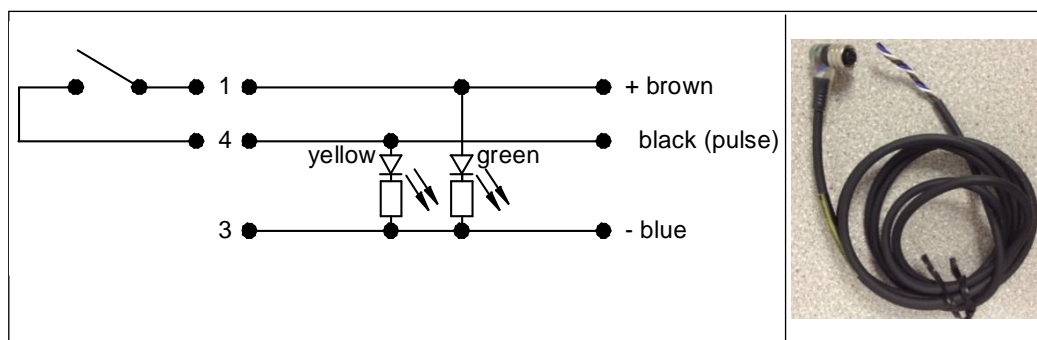 1 + brown
4 black (pulse)
yellow green
3 - blue